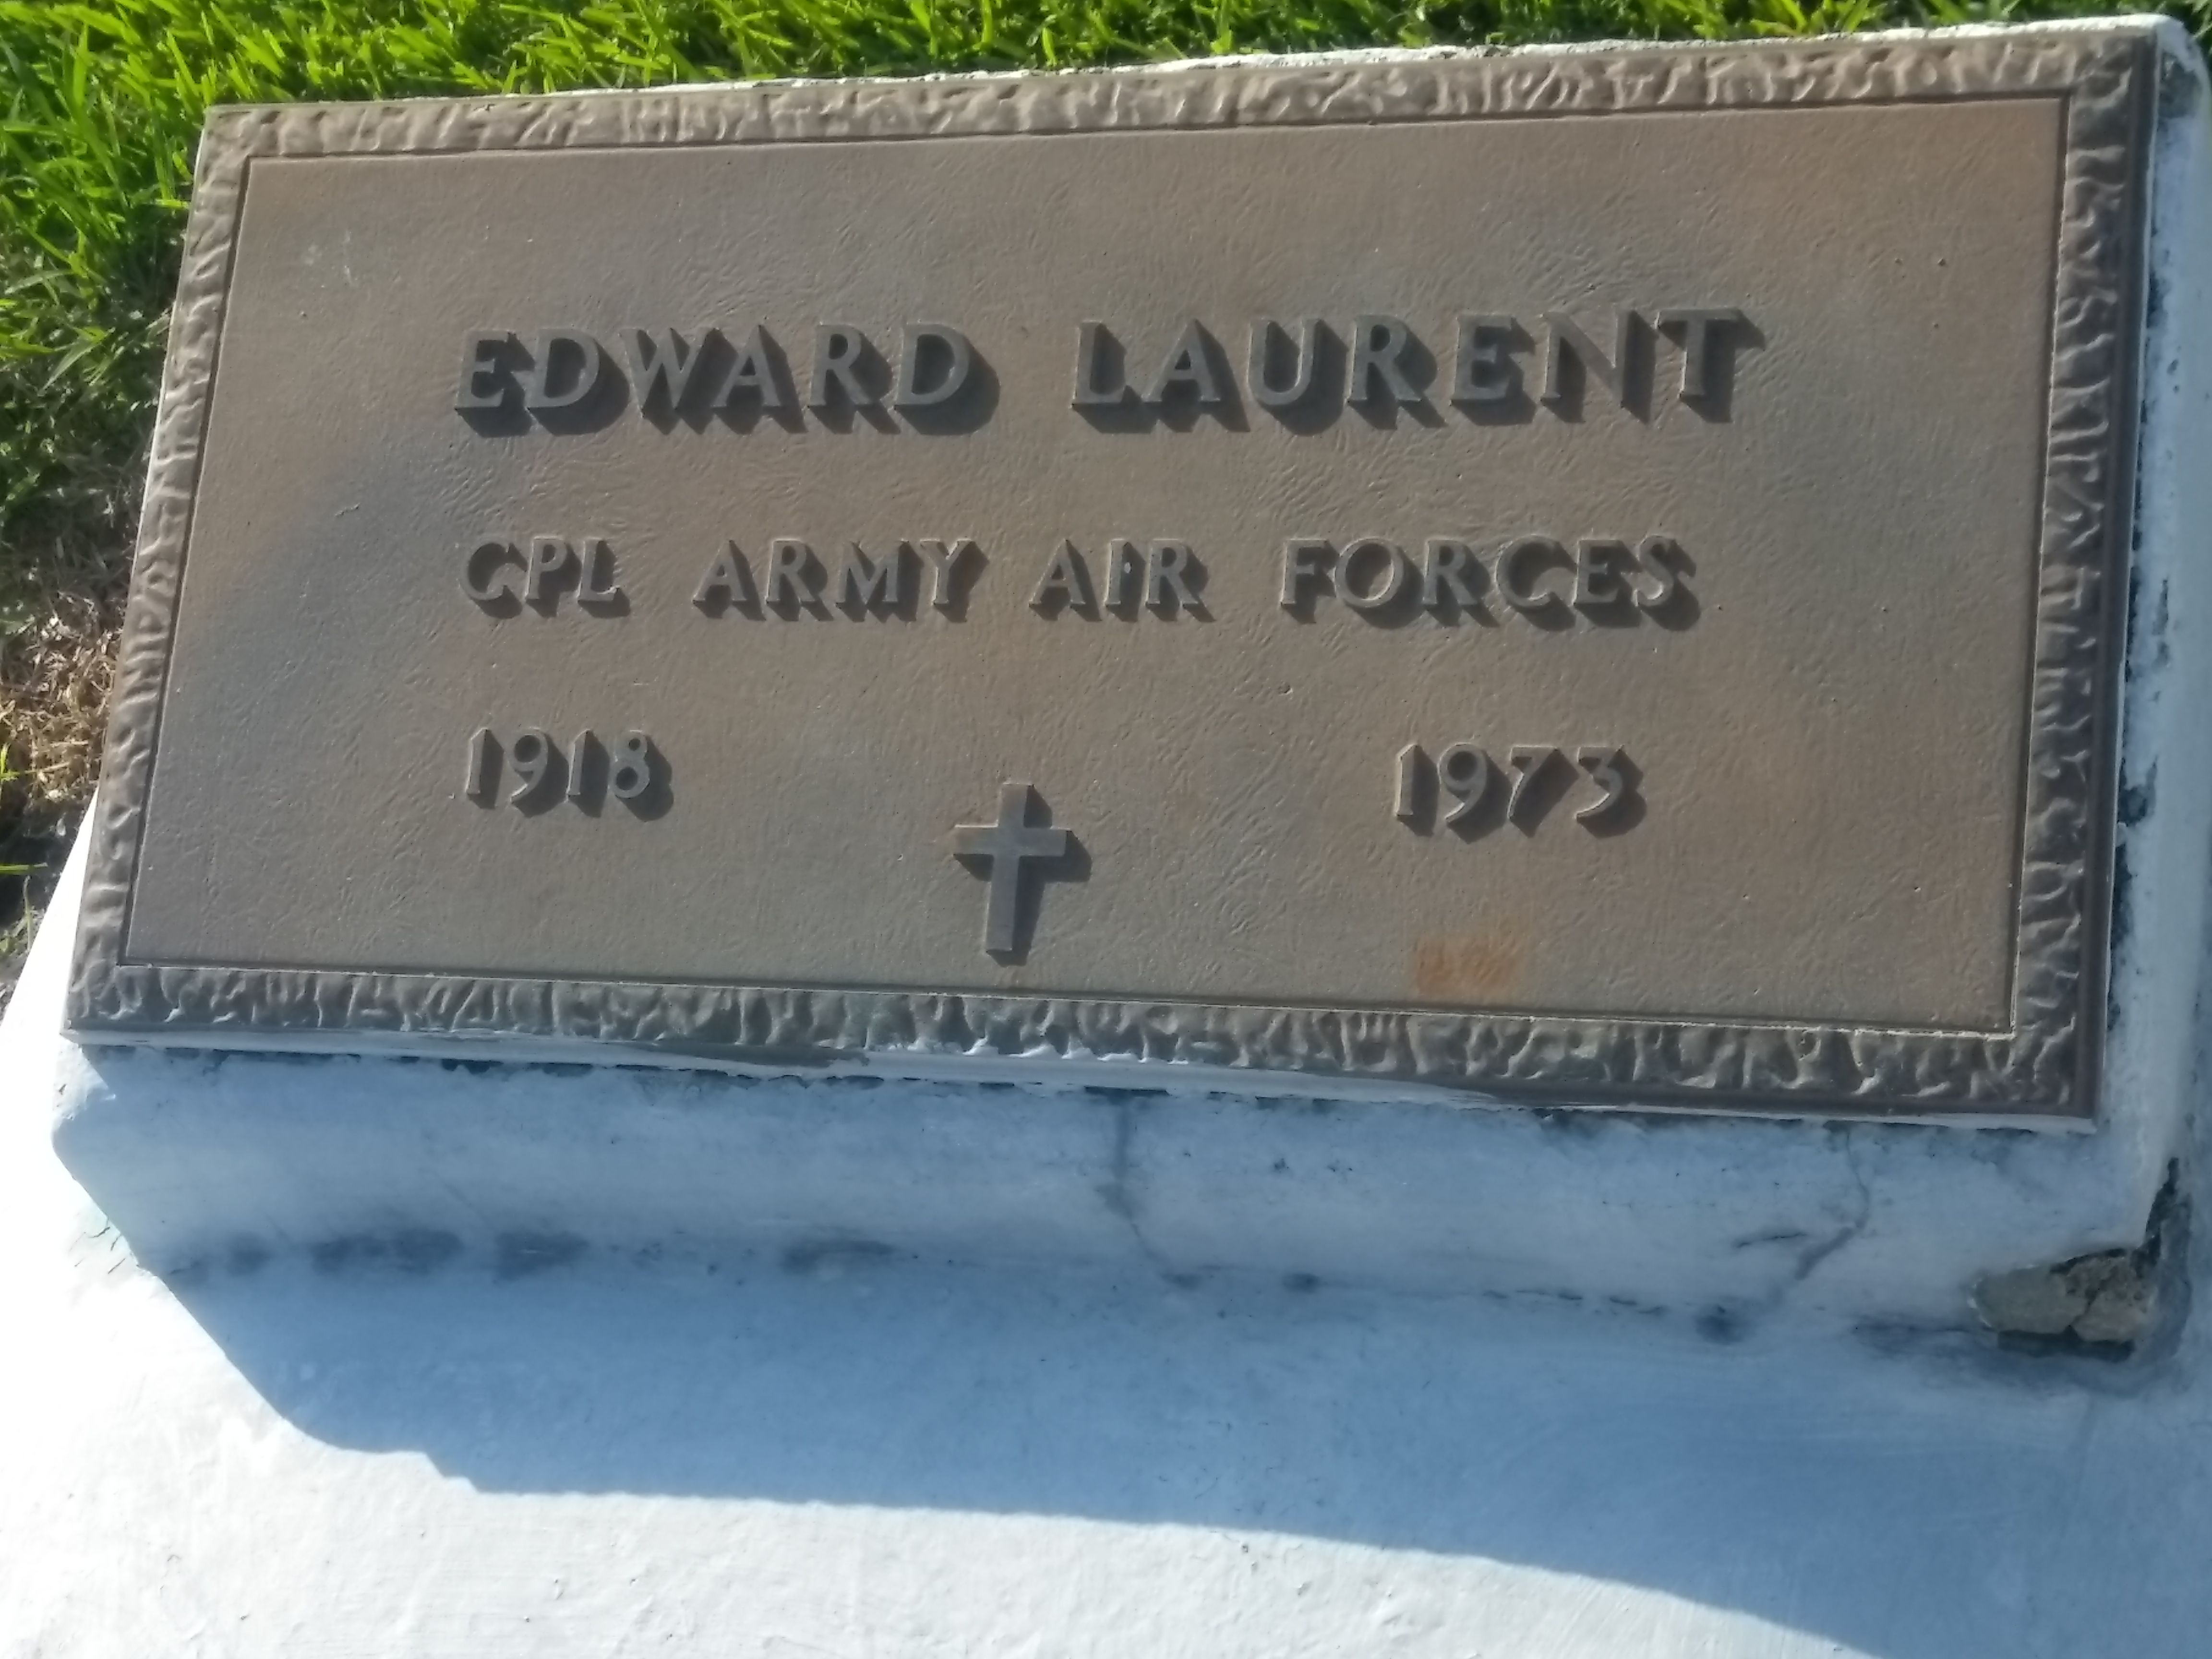 EDWARD LAURENT
CPL ARMY AIR FORCES
1918 1973